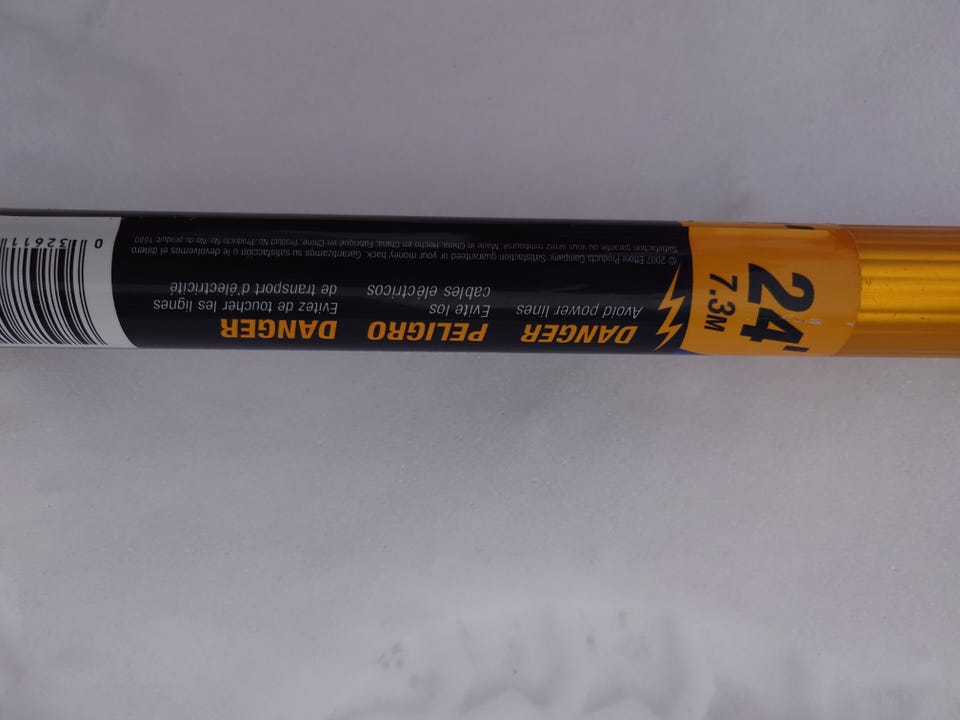 24'
7.3M
DANGER
Avoid power lines
PELIGRO
Evite los
cables eléctricos
DANGER
Evitez de toucher les lignes
de transport d'électricité
© 2007 Ettore Products Company. Satisfaction guaranteed or your money back. Garantizamos su satisfacción o le devolvemos el dinero.
Satisfaction garantie ou vous serez remboursé. Made in China. Hecho en China. Fabriqué en Chine. Product No./Producto No./No du produit: 1680
0 32611